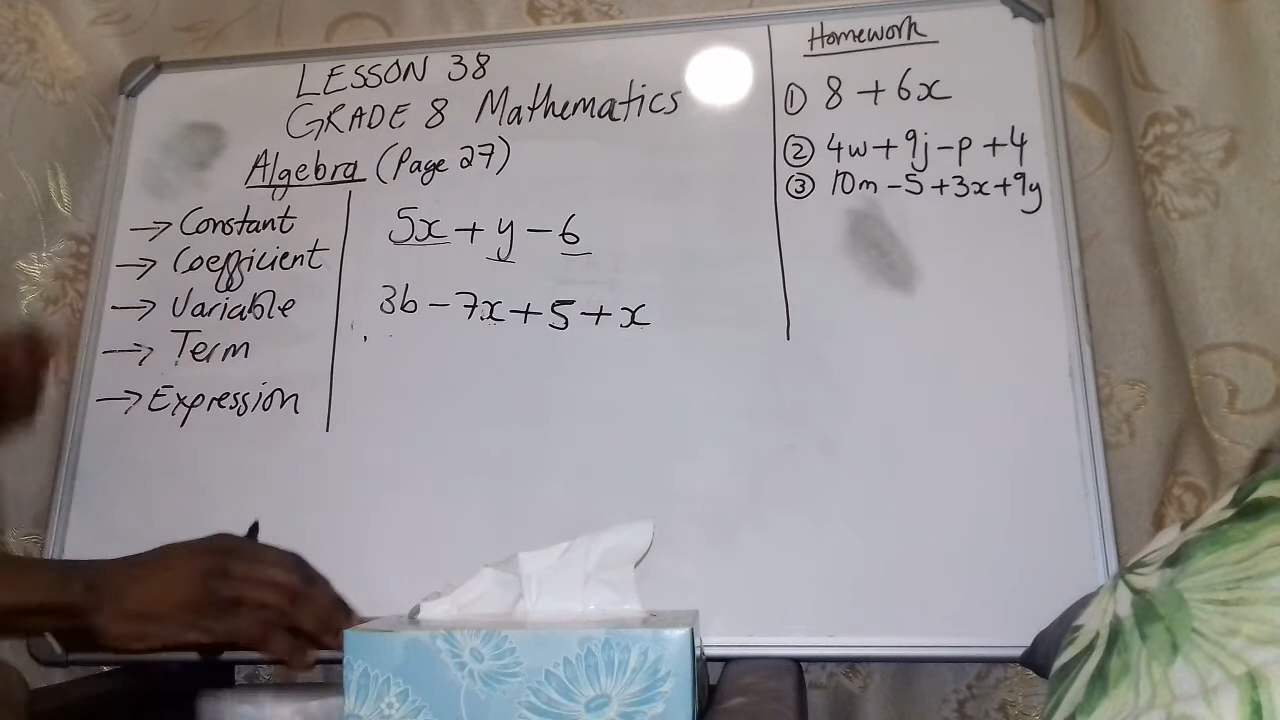 LESSON 38
GRADE 8 Mathematics
Algebra (Page 27)
→ Constant
→ Coefficient
→ Variable
→ Term
→ Expression
5x + y - 6
3b - 7x + 5 + x
Homework
① 8 + 6x
② 4w + 9j - p + 4
③ 10m - 5 + 3x + 9y